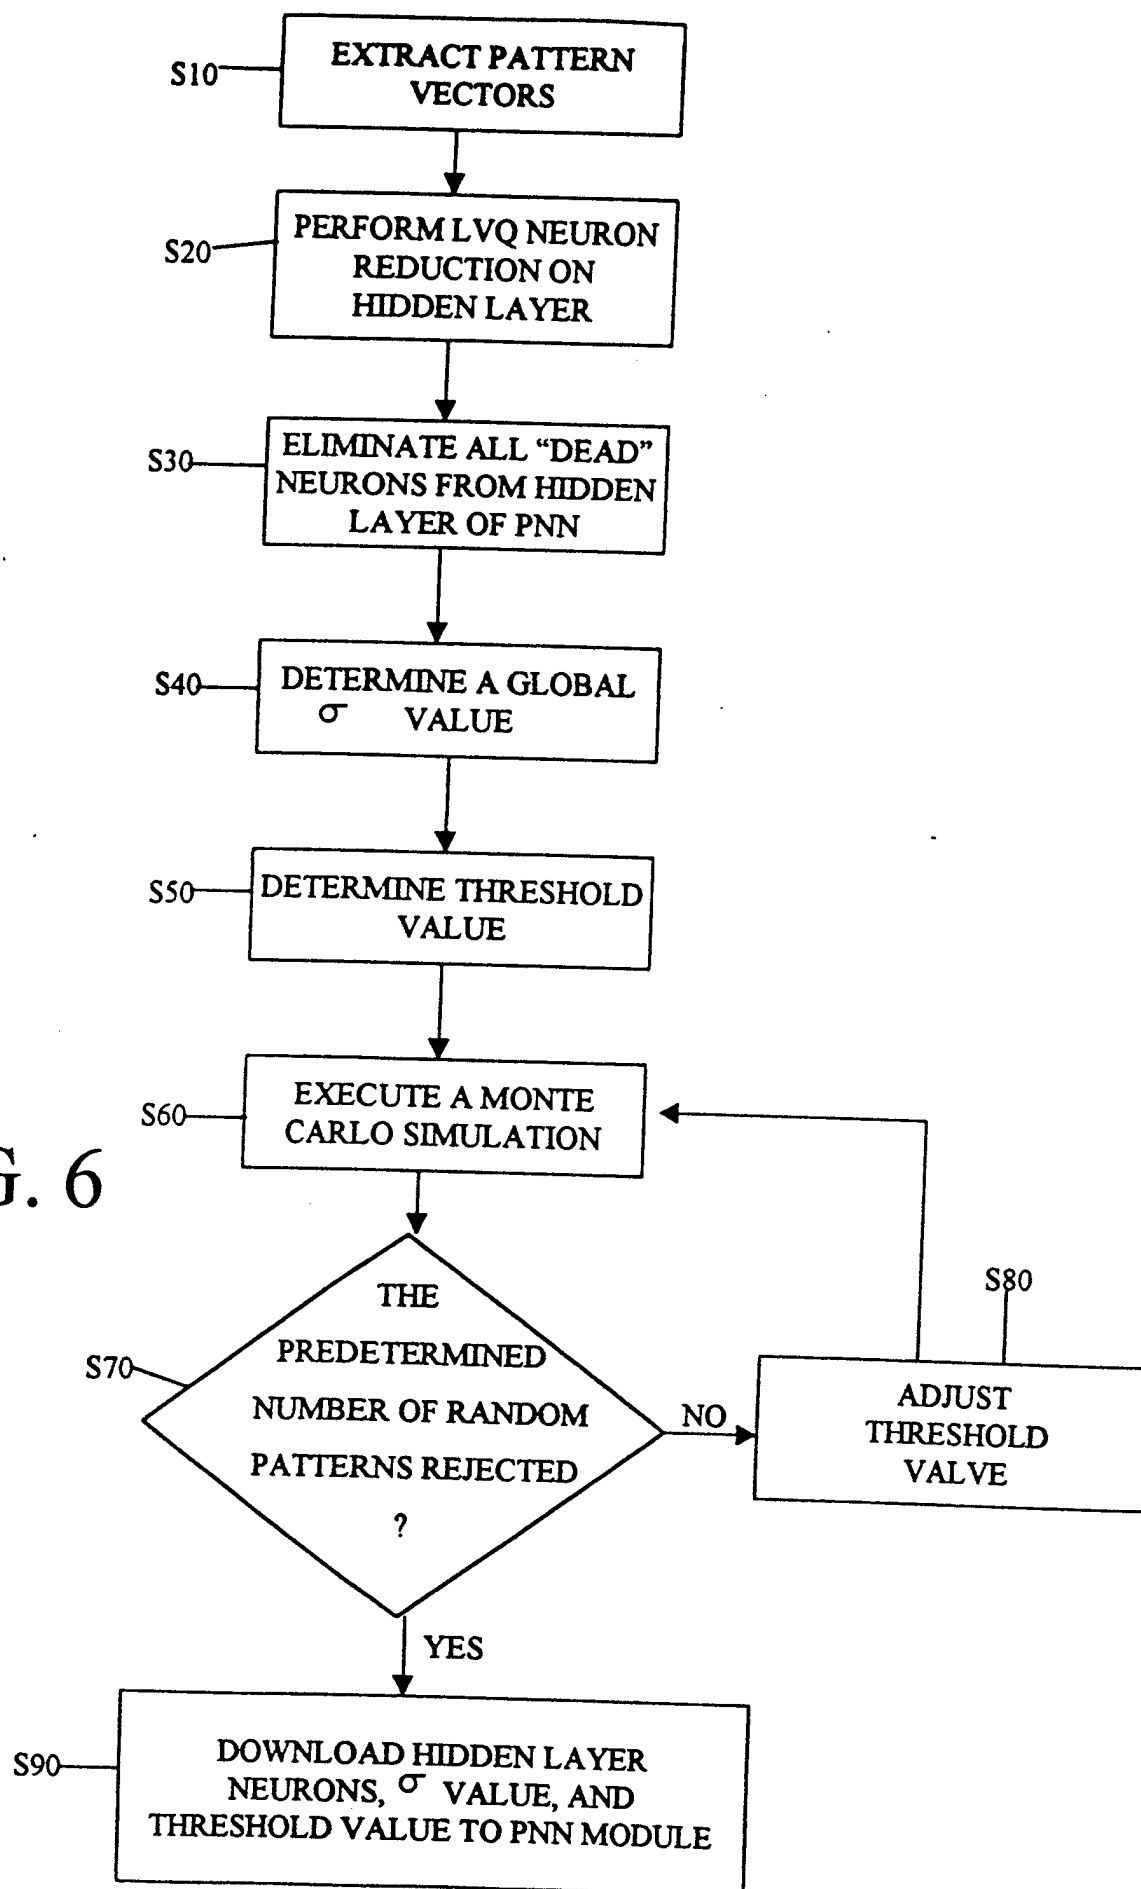 S10
EXTRACT PATTERN
VECTORS
S20
PERFORM LVQ NEURON
REDUCTION ON
HIDDEN LAYER
S30
ELIMINATE ALL “DEAD”
NEURONS FROM HIDDEN
LAYER OF PNN
S40
DETERMINE A GLOBAL
σ VALUE
S50
DETERMINE THRESHOLD
VALUE
S60
EXECUTE A MONTE
CARLO SIMULATION
G. 6
S70
THE
PREDETERMINED
NUMBER OF RANDOM
PATTERNS REJECTED
?
NO
S80
ADJUST
THRESHOLD
VALVE
YES
S90
DOWNLOAD HIDDEN LAYER
NEURONS, σ VALUE, AND
THRESHOLD VALUE TO PNN MODULE